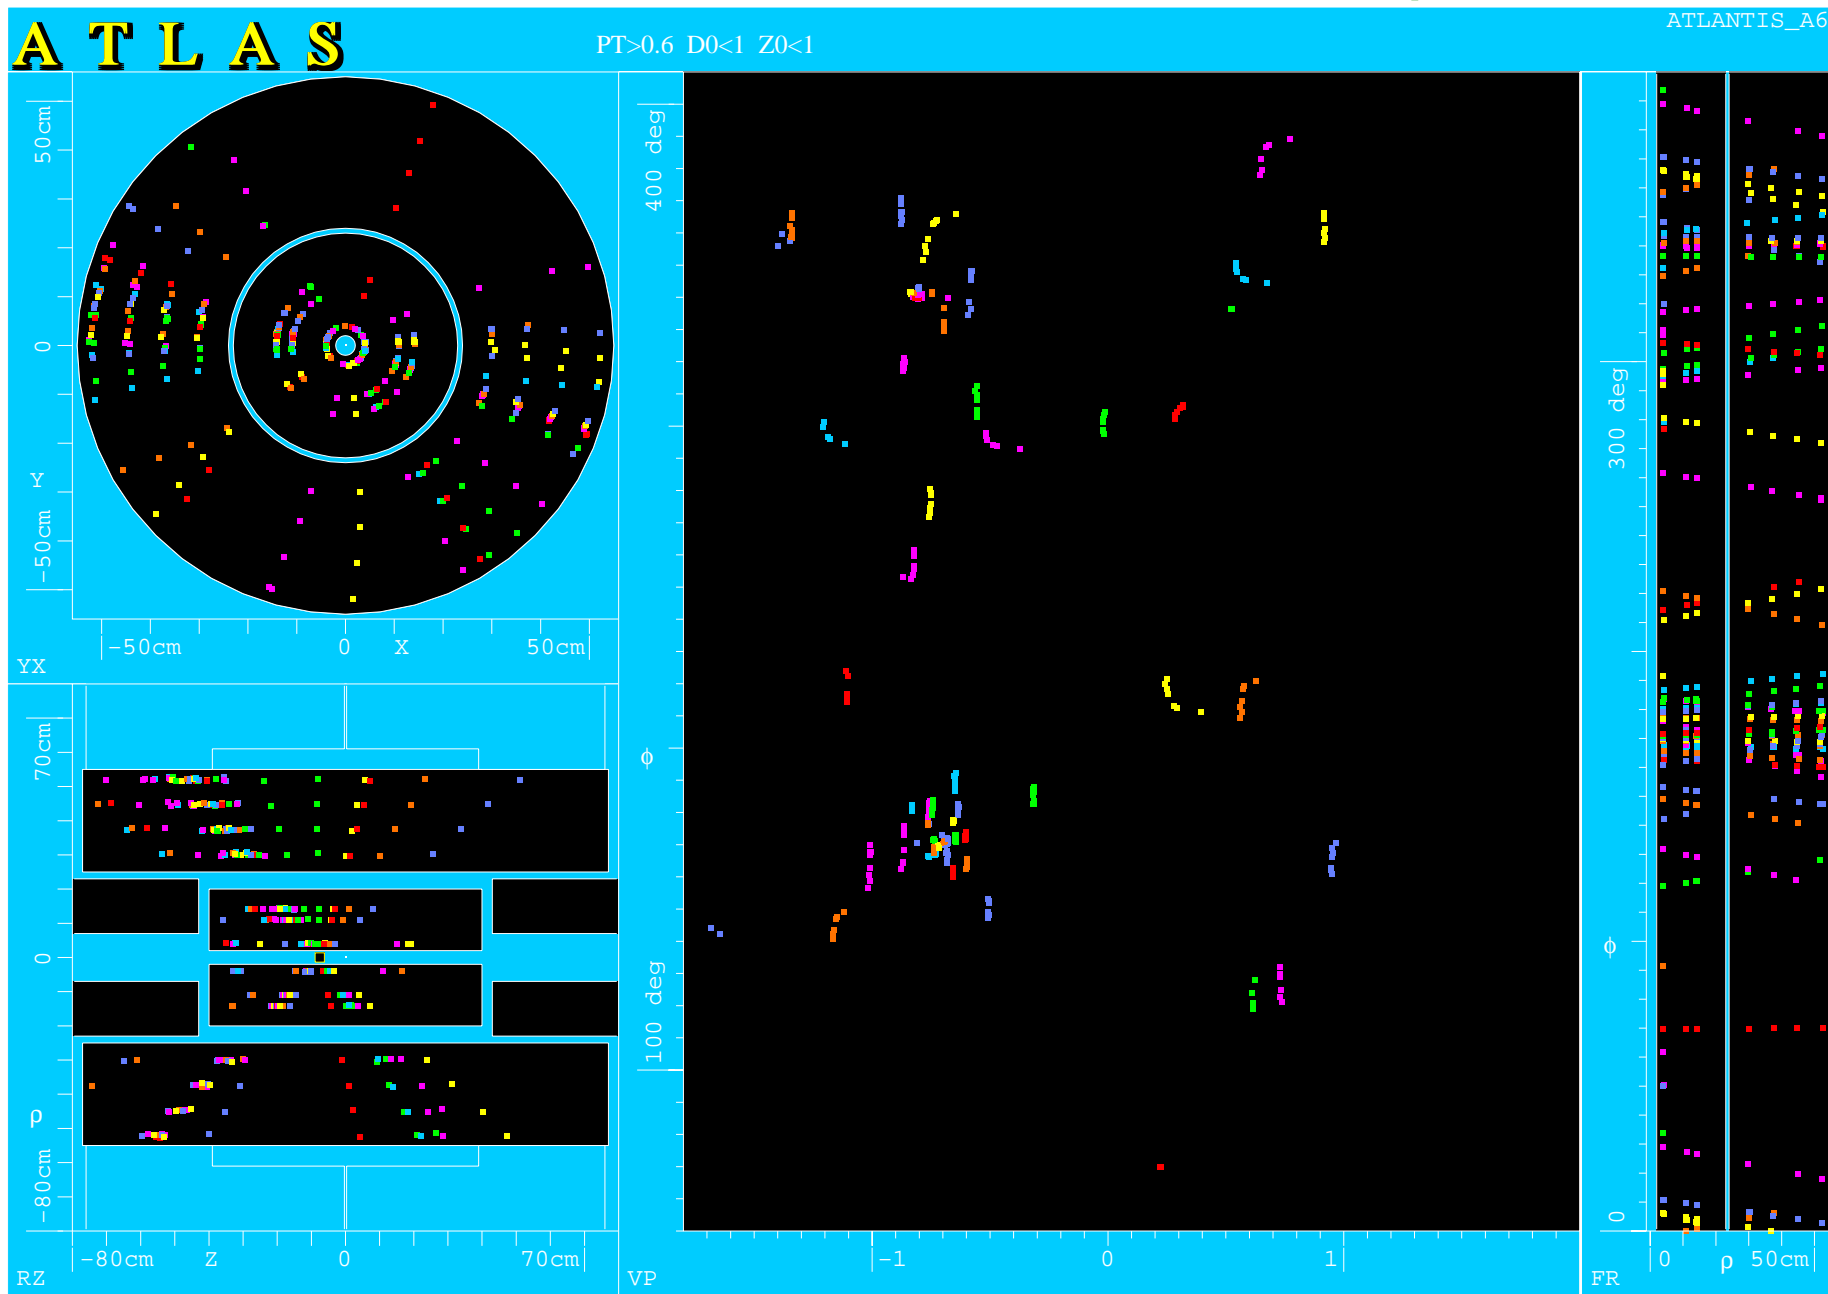 ATLAS
PT>0.6 D0<1 Z0<1
ATLANTIS_A6
50cm
0
Y
−50cm
−50cm
0
X
50cm
YX
70cm
0
ρ
−80cm
−80cm
Z
0
70cm
RZ
400 deg
ϕ
100 deg
−1
0
1
VP
300 deg
ϕ
0
0
ρ
50cm
FR